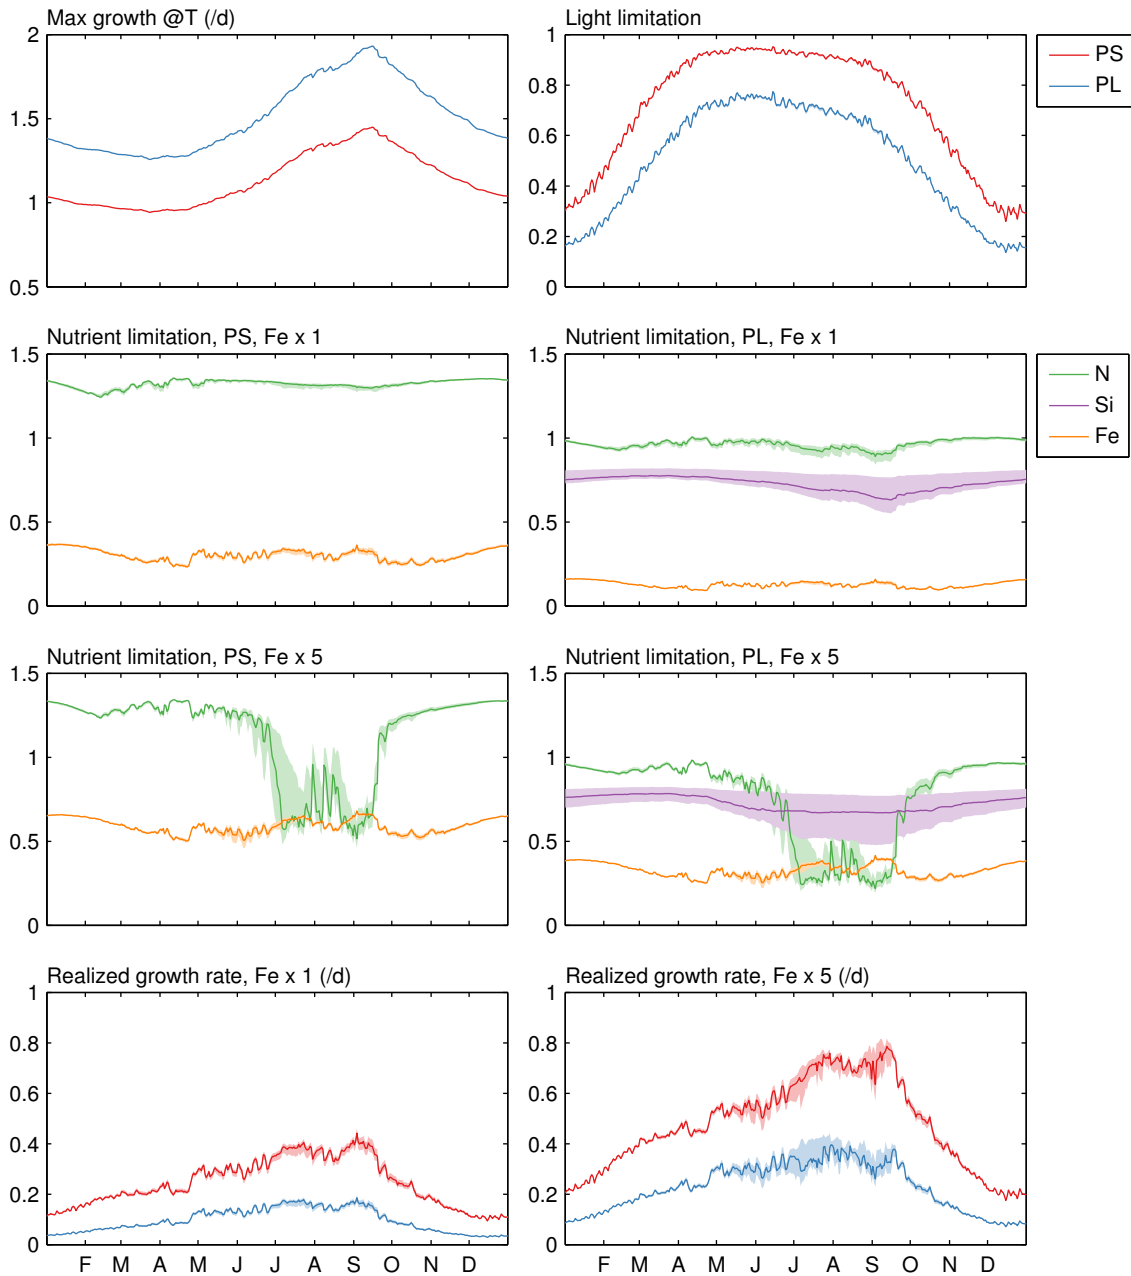 Max growth @T (/d)
2
1.5
1
0.5
Light limitation
1
0.8
0.6
0.4
0.2
0
PS
PL
Nutrient limitation, PS, Fe x 1
1.5
1
0.5
0
Nutrient limitation, PL, Fe x 1
1.5
1
0.5
0
N
Si
Fe
Nutrient limitation, PS, Fe x 5
1.5
1
0.5
0
Nutrient limitation, PL, Fe x 5
1.5
1
0.5
0
Realized growth rate, Fe x 1 (/d)
1
0.8
0.6
0.4
0.2
0
F M A M J J A S O N D
Realized growth rate, Fe x 5 (/d)
1
0.8
0.6
0.4
0.2
0
F M A M J J A S O N D